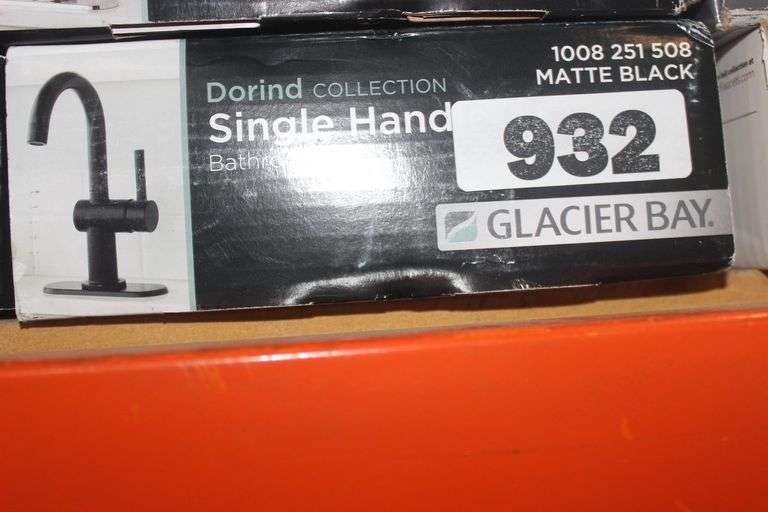 1008 251 508
MATTE BLACK
Dorind COLLECTION
Single Hand
932
GLACIER BAY.